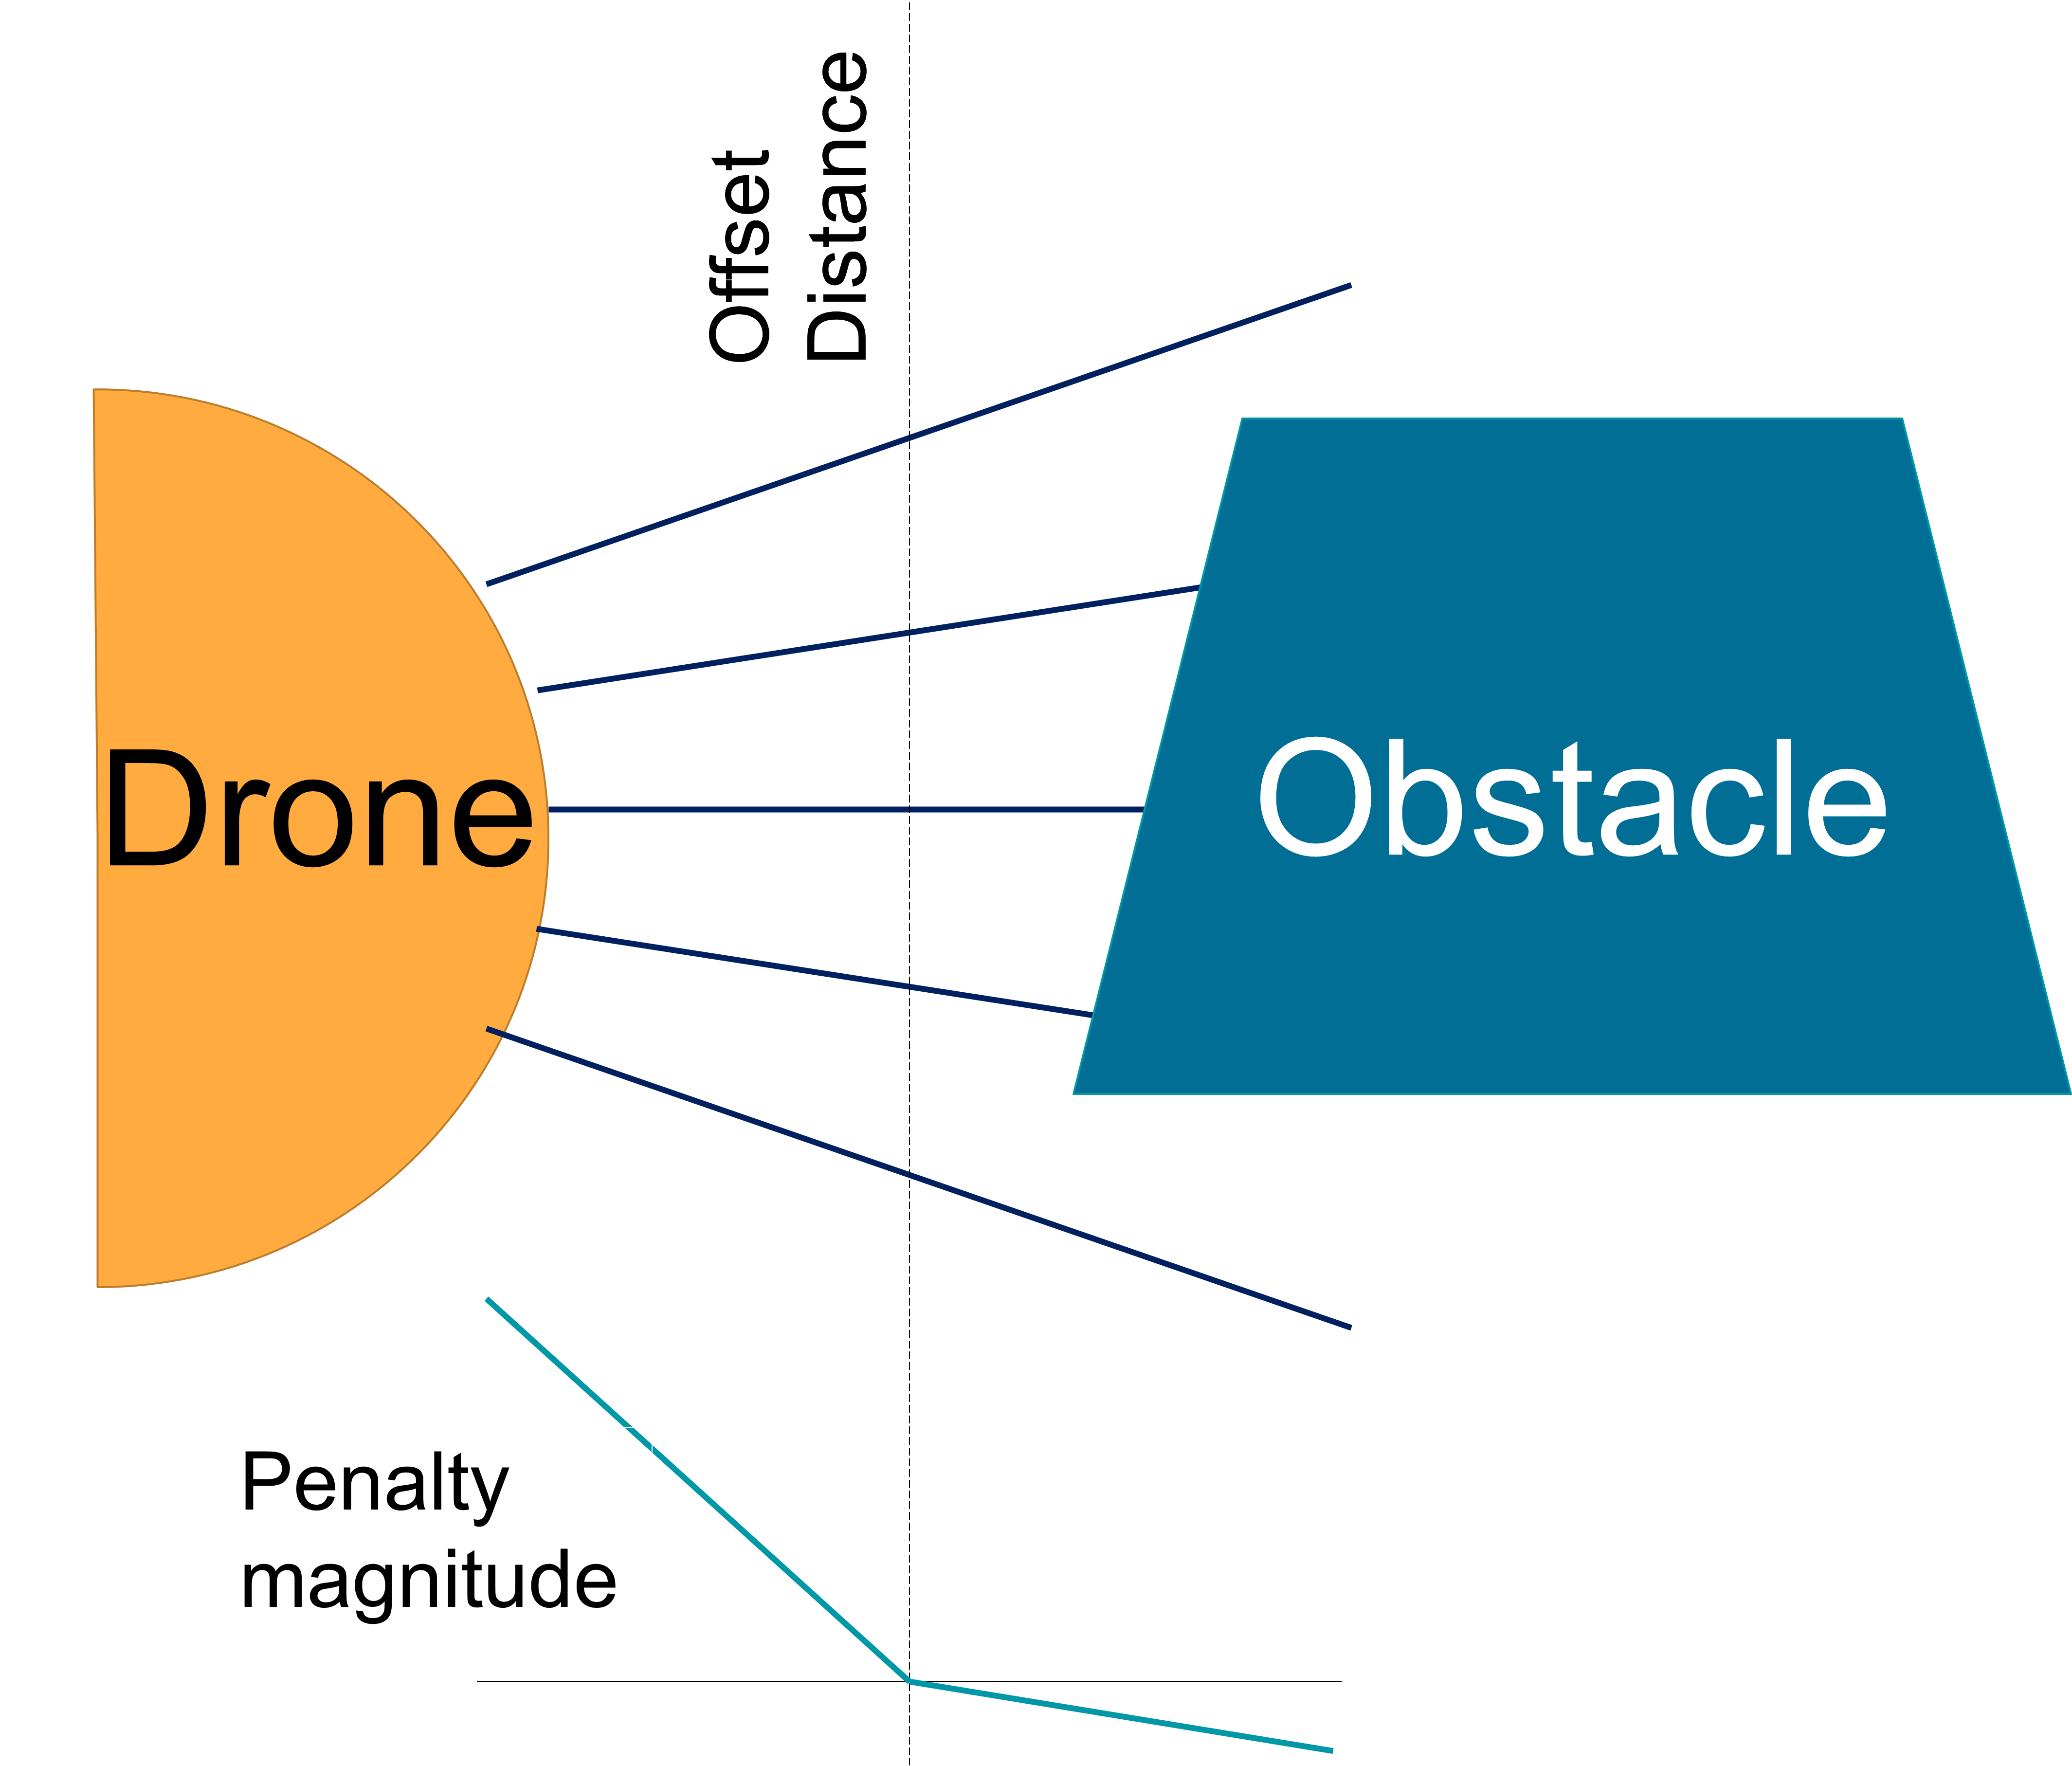 Offset
Distance
Drone
Obstacle
Penalty
magnitude